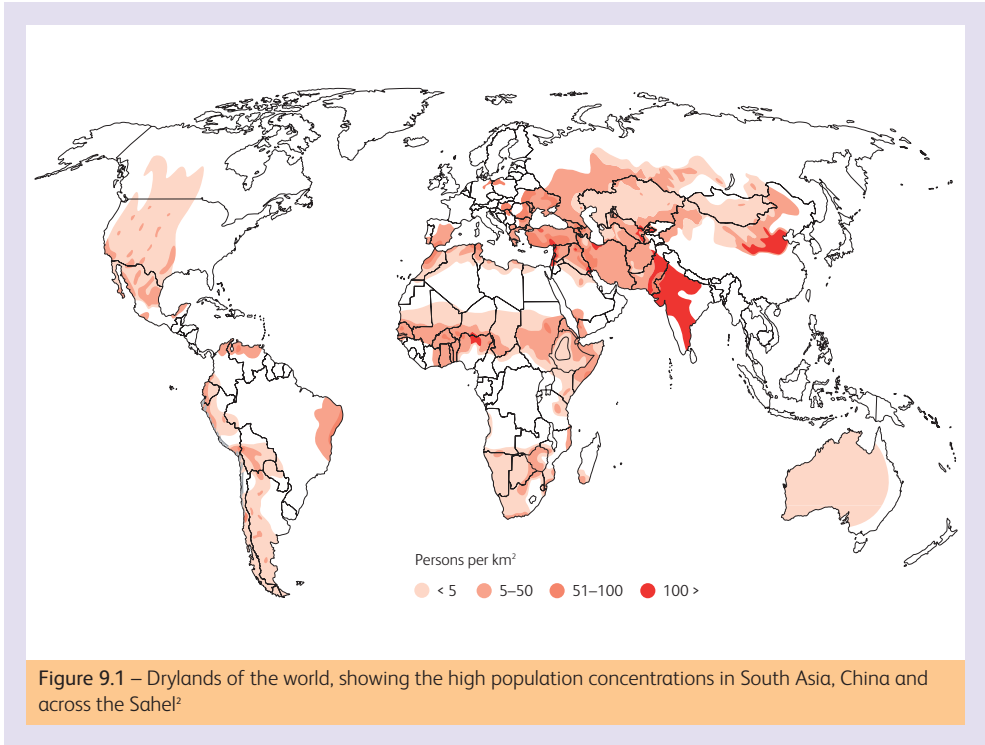 Persons per km²
< 5 5–50 51–100 100 >
Figure 9.1 – Drylands of the world, showing the high population concentrations in South Asia, China and
across the Sahel²